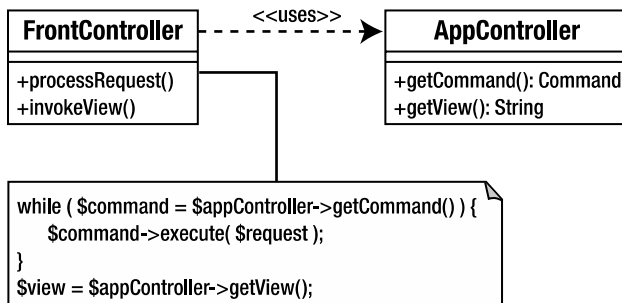 FrontController
<<uses>>
AppController
+processRequest()
+invokeView()
+getCommand(): Command
+getView(): String
while ( $command = $appController->getCommand() ) {
$command->execute( $request );
}
$view = $appController->getView();